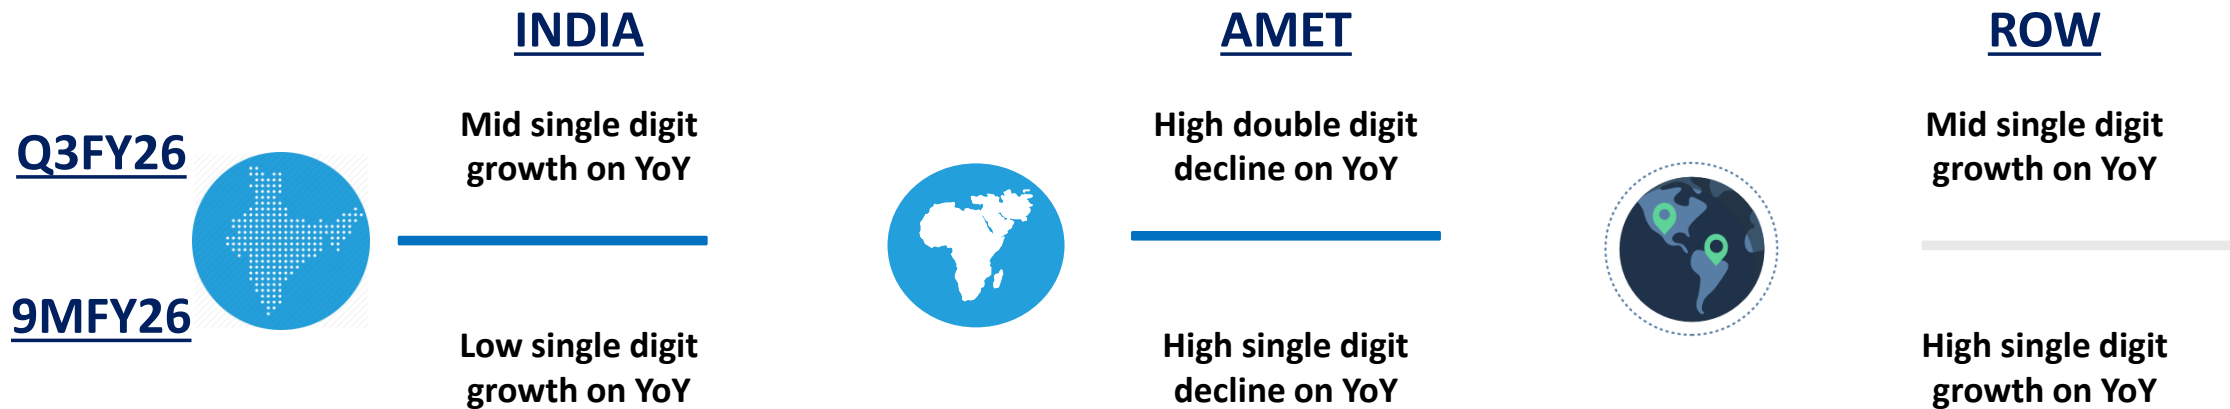 INDIA
AMET
ROW
Q3FY26
Mid single digit
growth on YoY
High double digit
decline on YoY
Mid single digit
growth on YoY
9MFY26
Low single digit
growth on YoY
High single digit
decline on YoY
High single digit
growth on YoY